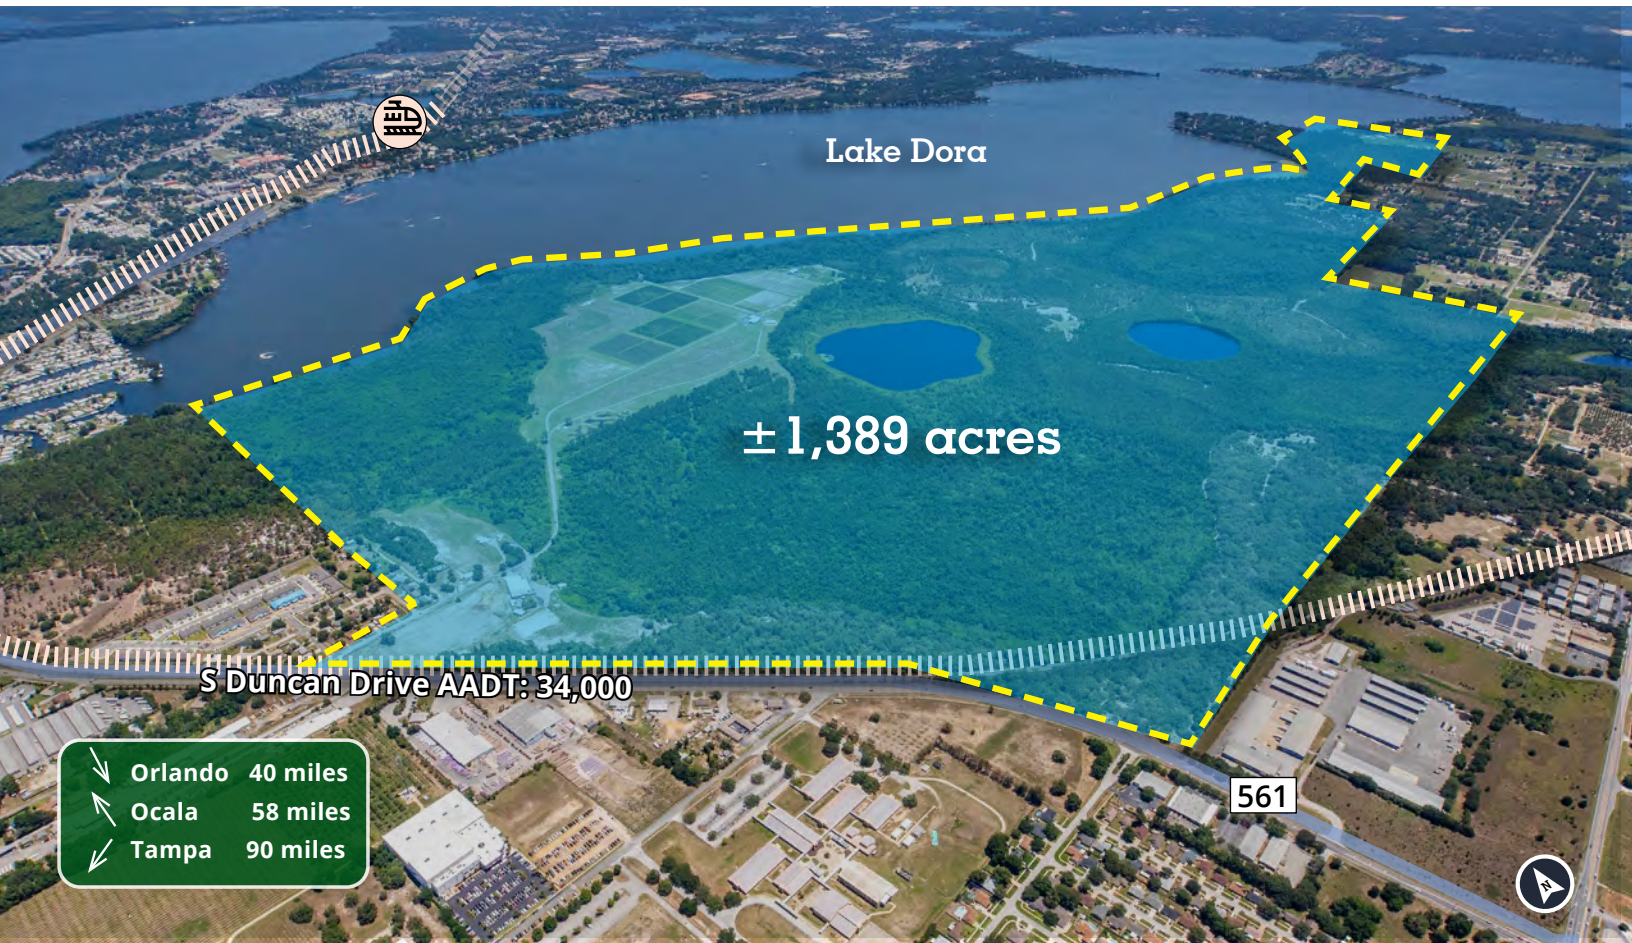 Lake Dora
±1,389 acres
S Duncan Drive AADT: 34,000
561
Orlando 40 miles
Ocala 58 miles
Tampa 90 miles
N